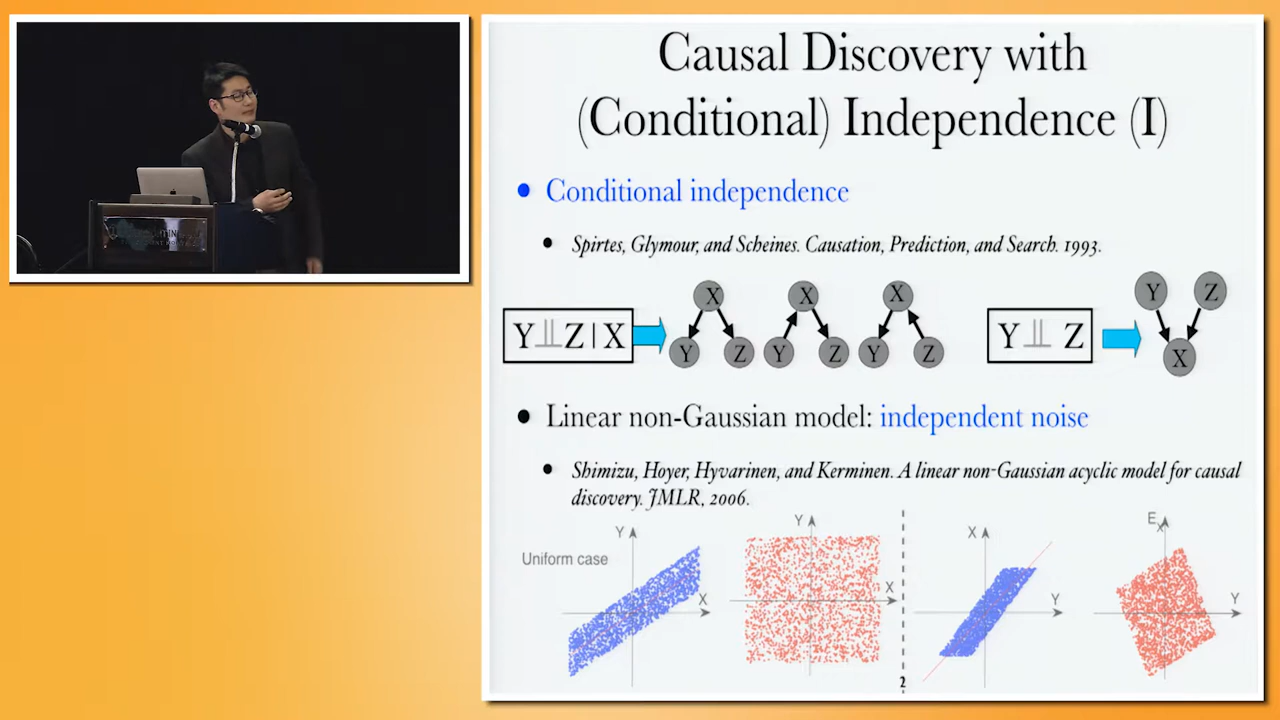 Causal Discovery with
(Conditional) Independence (I)
• Conditional independence
• Spirtes, Glymour, and Scheines. Causation, Prediction, and Search. 1993.
Y⫫Z|X
X
Y
Z
X
Y
Z
X
Y
Z
Y ⫫ Z
Y
Z
X
• Linear non-Gaussian model: independent noise
• Shimizu, Hoyer, Hyvarinen, and Kerminen. A linear non-Gaussian acyclic model for causal
discovery. JMLR, 2006.
Uniform case
Y
X
Y
X
X
Y
E
X
Y
2